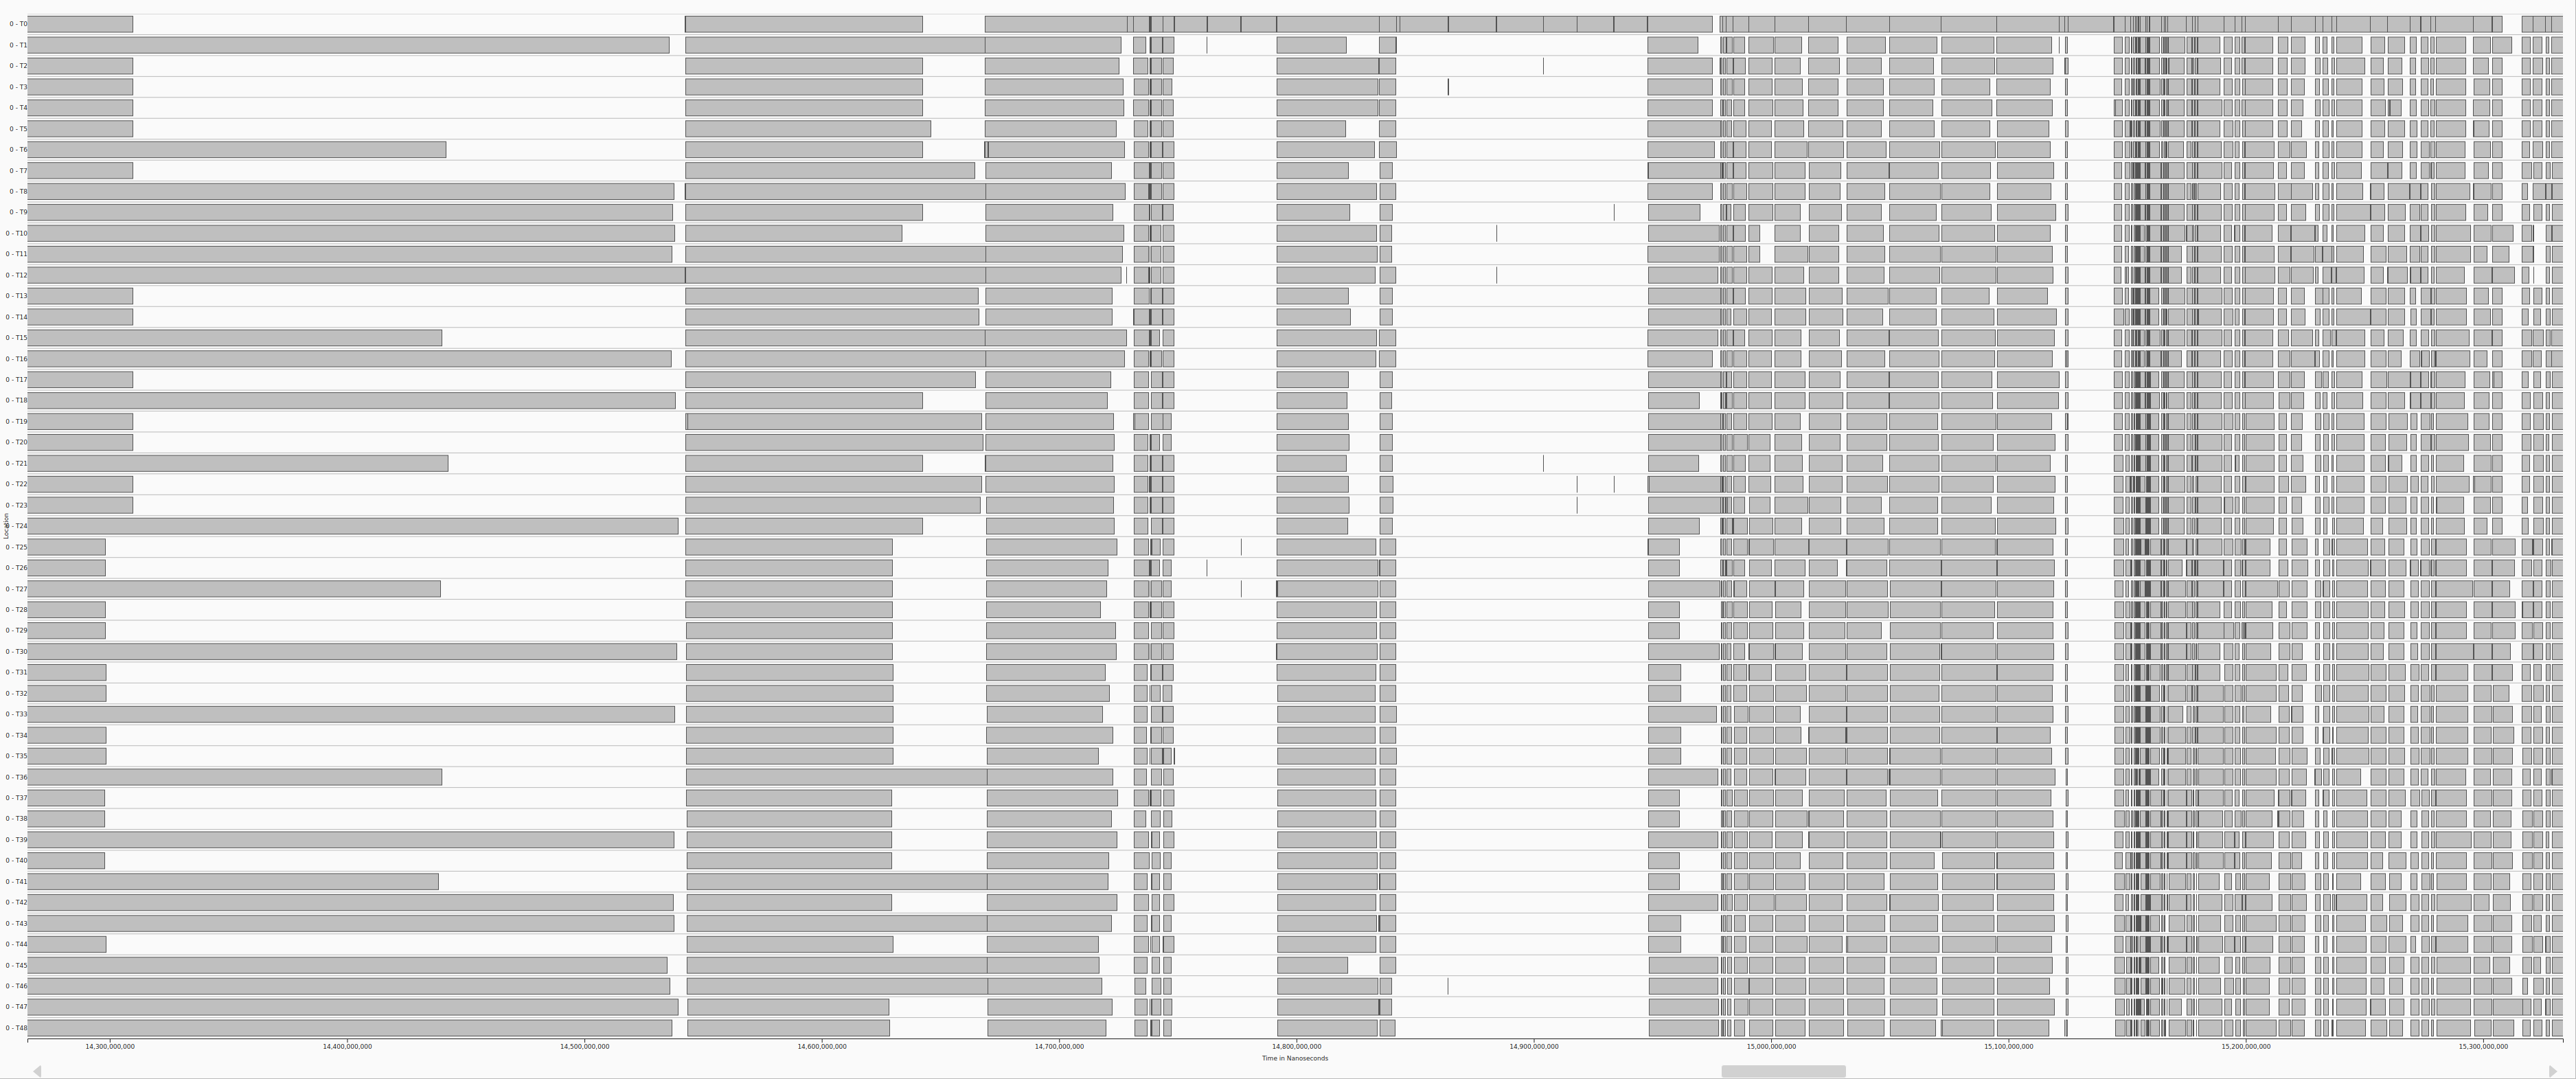 0 - T0
0 - T1
0 - T2
0 - T3
0 - T4
0 - T5
0 - T6
0 - T7
0 - T8
0 - T9
0 - T10
0 - T11
0 - T12
0 - T13
0 - T14
0 - T15
0 - T16
0 - T17
0 - T18
0 - T19
0 - T20
0 - T21
0 - T22
0 - T23
Location
0 - T24
0 - T25
0 - T26
0 - T27
0 - T28
0 - T29
0 - T30
0 - T31
0 - T32
0 - T33
0 - T34
0 - T35
0 - T36
0 - T37
0 - T38
0 - T39
0 - T40
0 - T41
0 - T42
0 - T43
0 - T44
0 - T45
0 - T46
0 - T47
0 - T48
14,300,000,000 14,400,000,000 14,500,000,000 14,600,000,000 14,700,000,000 14,800,000,000 14,900,000,000 15,000,000,000 15,100,000,000 15,200,000,000 15,300,000,000
Time in Nanoseconds